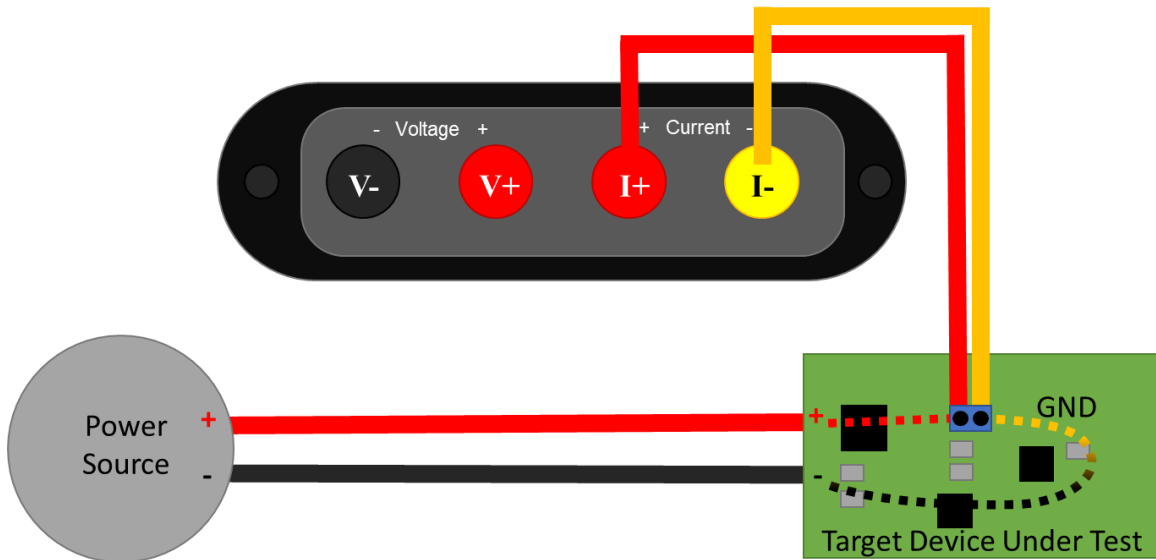 - Voltage +
+ Current -
V-
V+
I+
I-
Power
Source
+
-
+
-
GND
Target Device Under Test